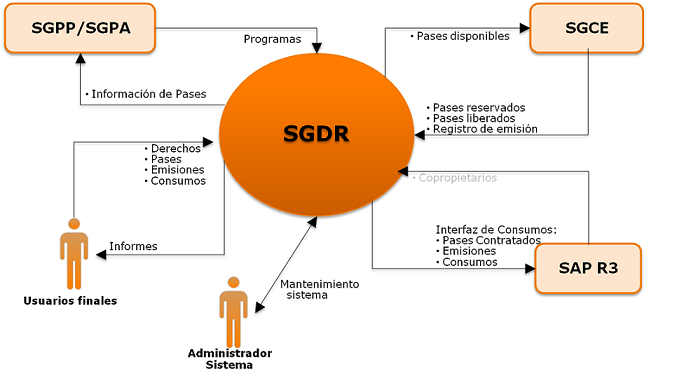 SGPP/SGPA
Programas
• Pases disponibles
SGCE
• Información de Pases
SGDR
• Pases reservados
• Pases liberados
• Registro de emisión
• Derechos
• Pases
• Emisiones
• Consumos
• Copropietarios
Informes
Interfaz de Consumos:
• Pases Contratados
• Emisiones
• Consumos
SAP R3
Usuarios finales
Mantenimiento
sistema
Administrador
Sistema